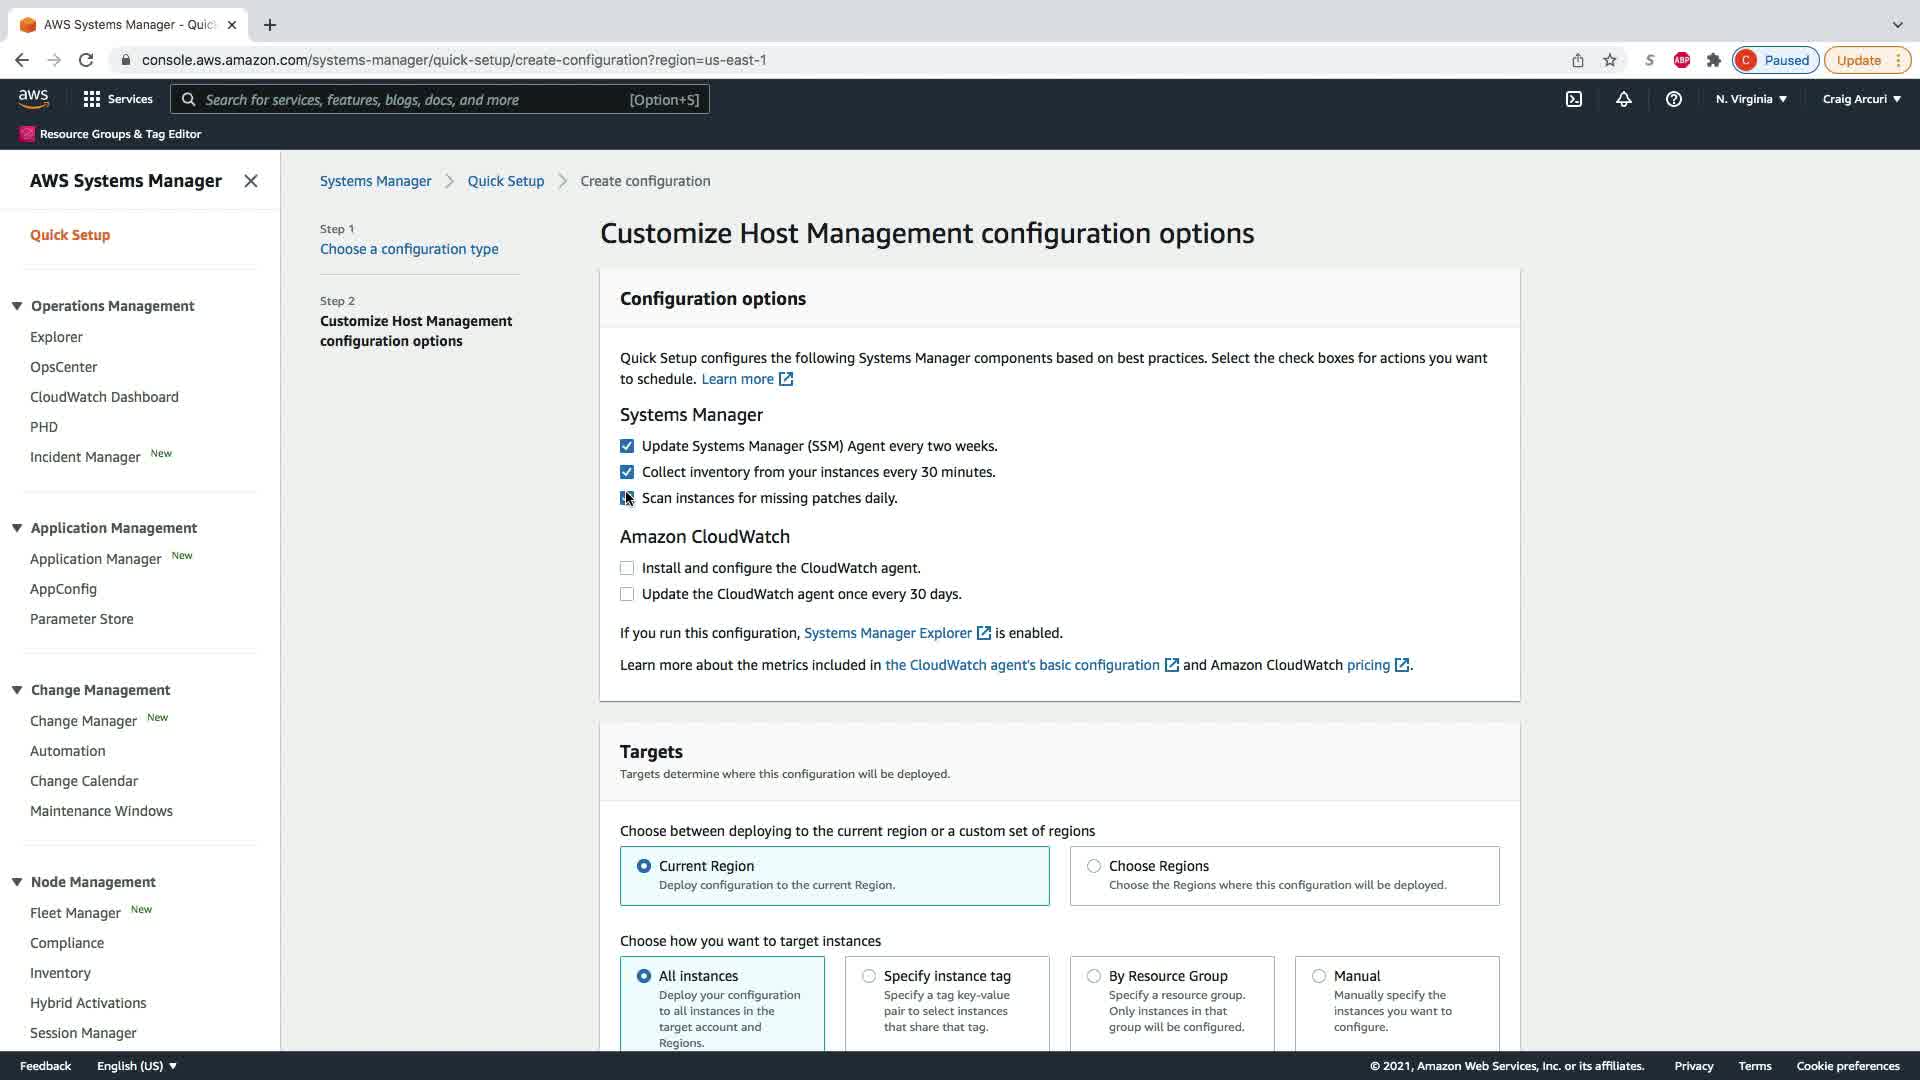 AWS Systems Manager - Quic
console.aws.amazon.com/systems-manager/quick-setup/create-configuration?region=us-east-1
S
ABP
C
Paused
Update
aws
Services
Search for services, features, blogs, docs, and more
[Option+S]
N. Virginia
Craig Arcuri
Resource Groups & Tag Editor
AWS Systems Manager
Quick Setup
Operations Management
Explorer
OpsCenter
CloudWatch Dashboard
PHD
Incident Manager New
Application Management
Application Manager New
AppConfig
Parameter Store
Change Management
Change Manager New
Automation
Change Calendar
Maintenance Windows
Node Management
Fleet Manager New
Compliance
Inventory
Hybrid Activations
Session Manager
Systems Manager
Quick Setup
Create configuration
Step 1
Choose a configuration type
Step 2
Customize Host Management
configuration options
Customize Host Management configuration options
Configuration options
Quick Setup configures the following Systems Manager components based on best practices. Select the check boxes for actions you want
to schedule. Learn more
Systems Manager
Update Systems Manager (SSM) Agent every two weeks.
Collect inventory from your instances every 30 minutes.
Scan instances for missing patches daily.
Amazon CloudWatch
Install and configure the CloudWatch agent.
Update the CloudWatch agent once every 30 days.
If you run this configuration, Systems Manager Explorer is enabled.
Learn more about the metrics included in the CloudWatch agent's basic configuration and Amazon CloudWatch pricing .
Targets
Targets determine where this configuration will be deployed.
Choose between deploying to the current region or a custom set of regions
Current Region
Deploy configuration to the current Region.
Choose Regions
Choose the Regions where this configuration will be deployed.
Choose how you want to target instances
All instances
Deploy your configuration
to all instances in the
target account and
Regions.
Specify instance tag
Specify a tag key-value
pair to select instances
that share that tag.
By Resource Group
Specify a resource group.
Only instances in that
group will be configured.
Manual
Manually specify the
instances you want to
configure.
Feedback
English (US)
© 2021, Amazon Web Services, Inc. or its affiliates.
Privacy
Terms
Cookie preferences